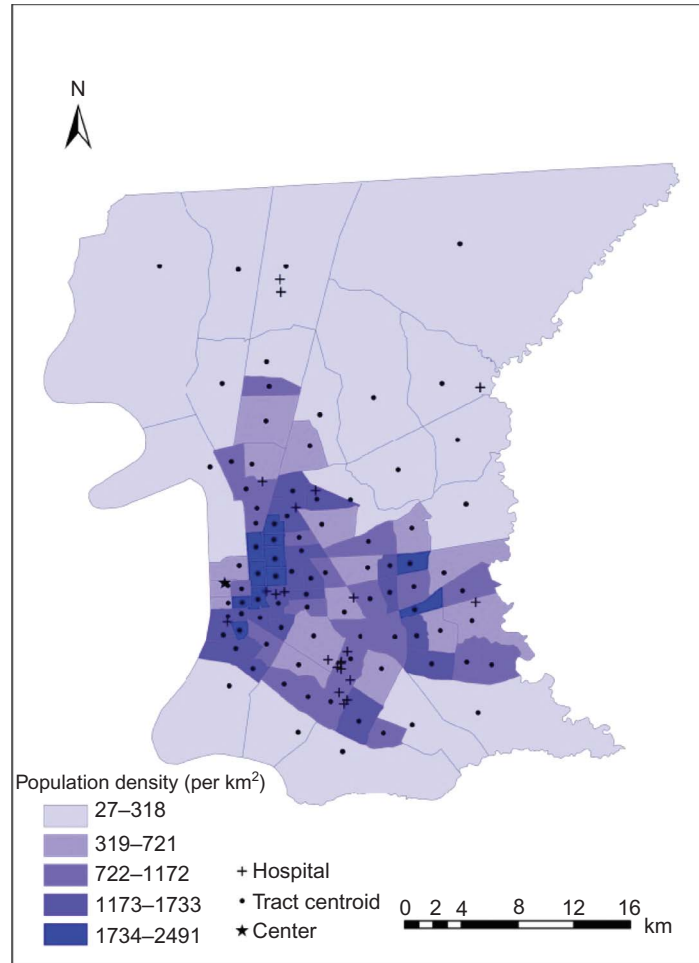 N
Population density (per km²)
27–318
319–721
722–1172
1173–1733
1734–2491
Hospital
Tract centroid
Center
0 2 4 8 12 16
km